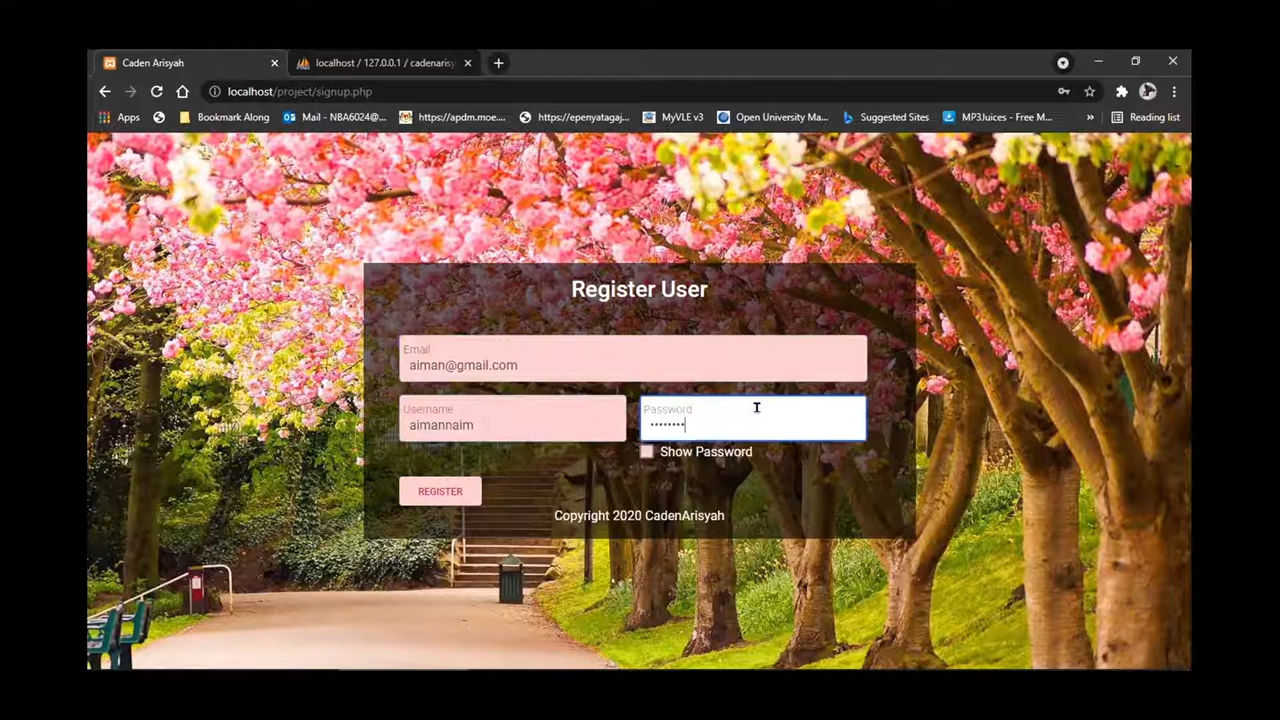 Caden Arisyah
localhost / 127.0.0.1 / cadenarisy
localhost/project/signup.php
Apps
Bookmark Along
Mail - NBA6024@...
https://apdm.moe....
https://epenyatagaj...
MyVLE v3
Open University Ma...
Suggested Sites
MP3Juices - Free M...
»
Reading list
Register User
Email
aiman@gmail.com
Username
aimannaim
Password
••••••••
Show Password
REGISTER
Copyright 2020 CadenArisyah